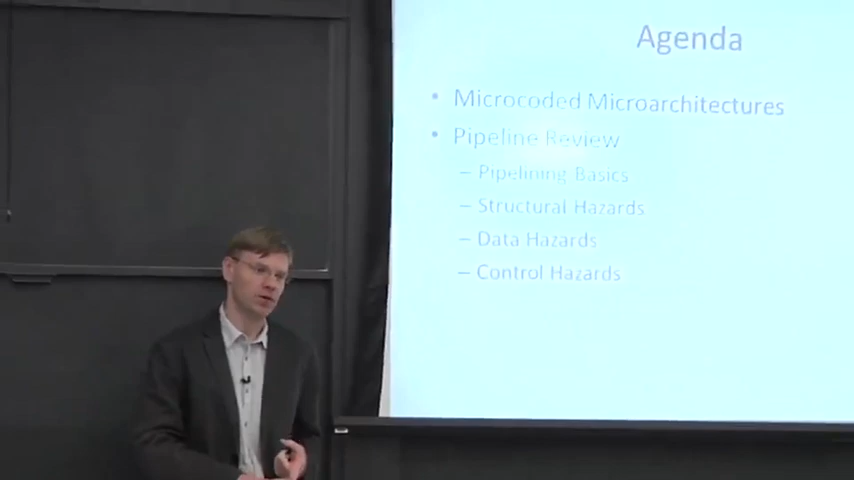 Agenda
• Microcoded Microarchitectures
• Pipeline Review
– Pipelining Basics
– Structural Hazards
– Data Hazards
– Control Hazards